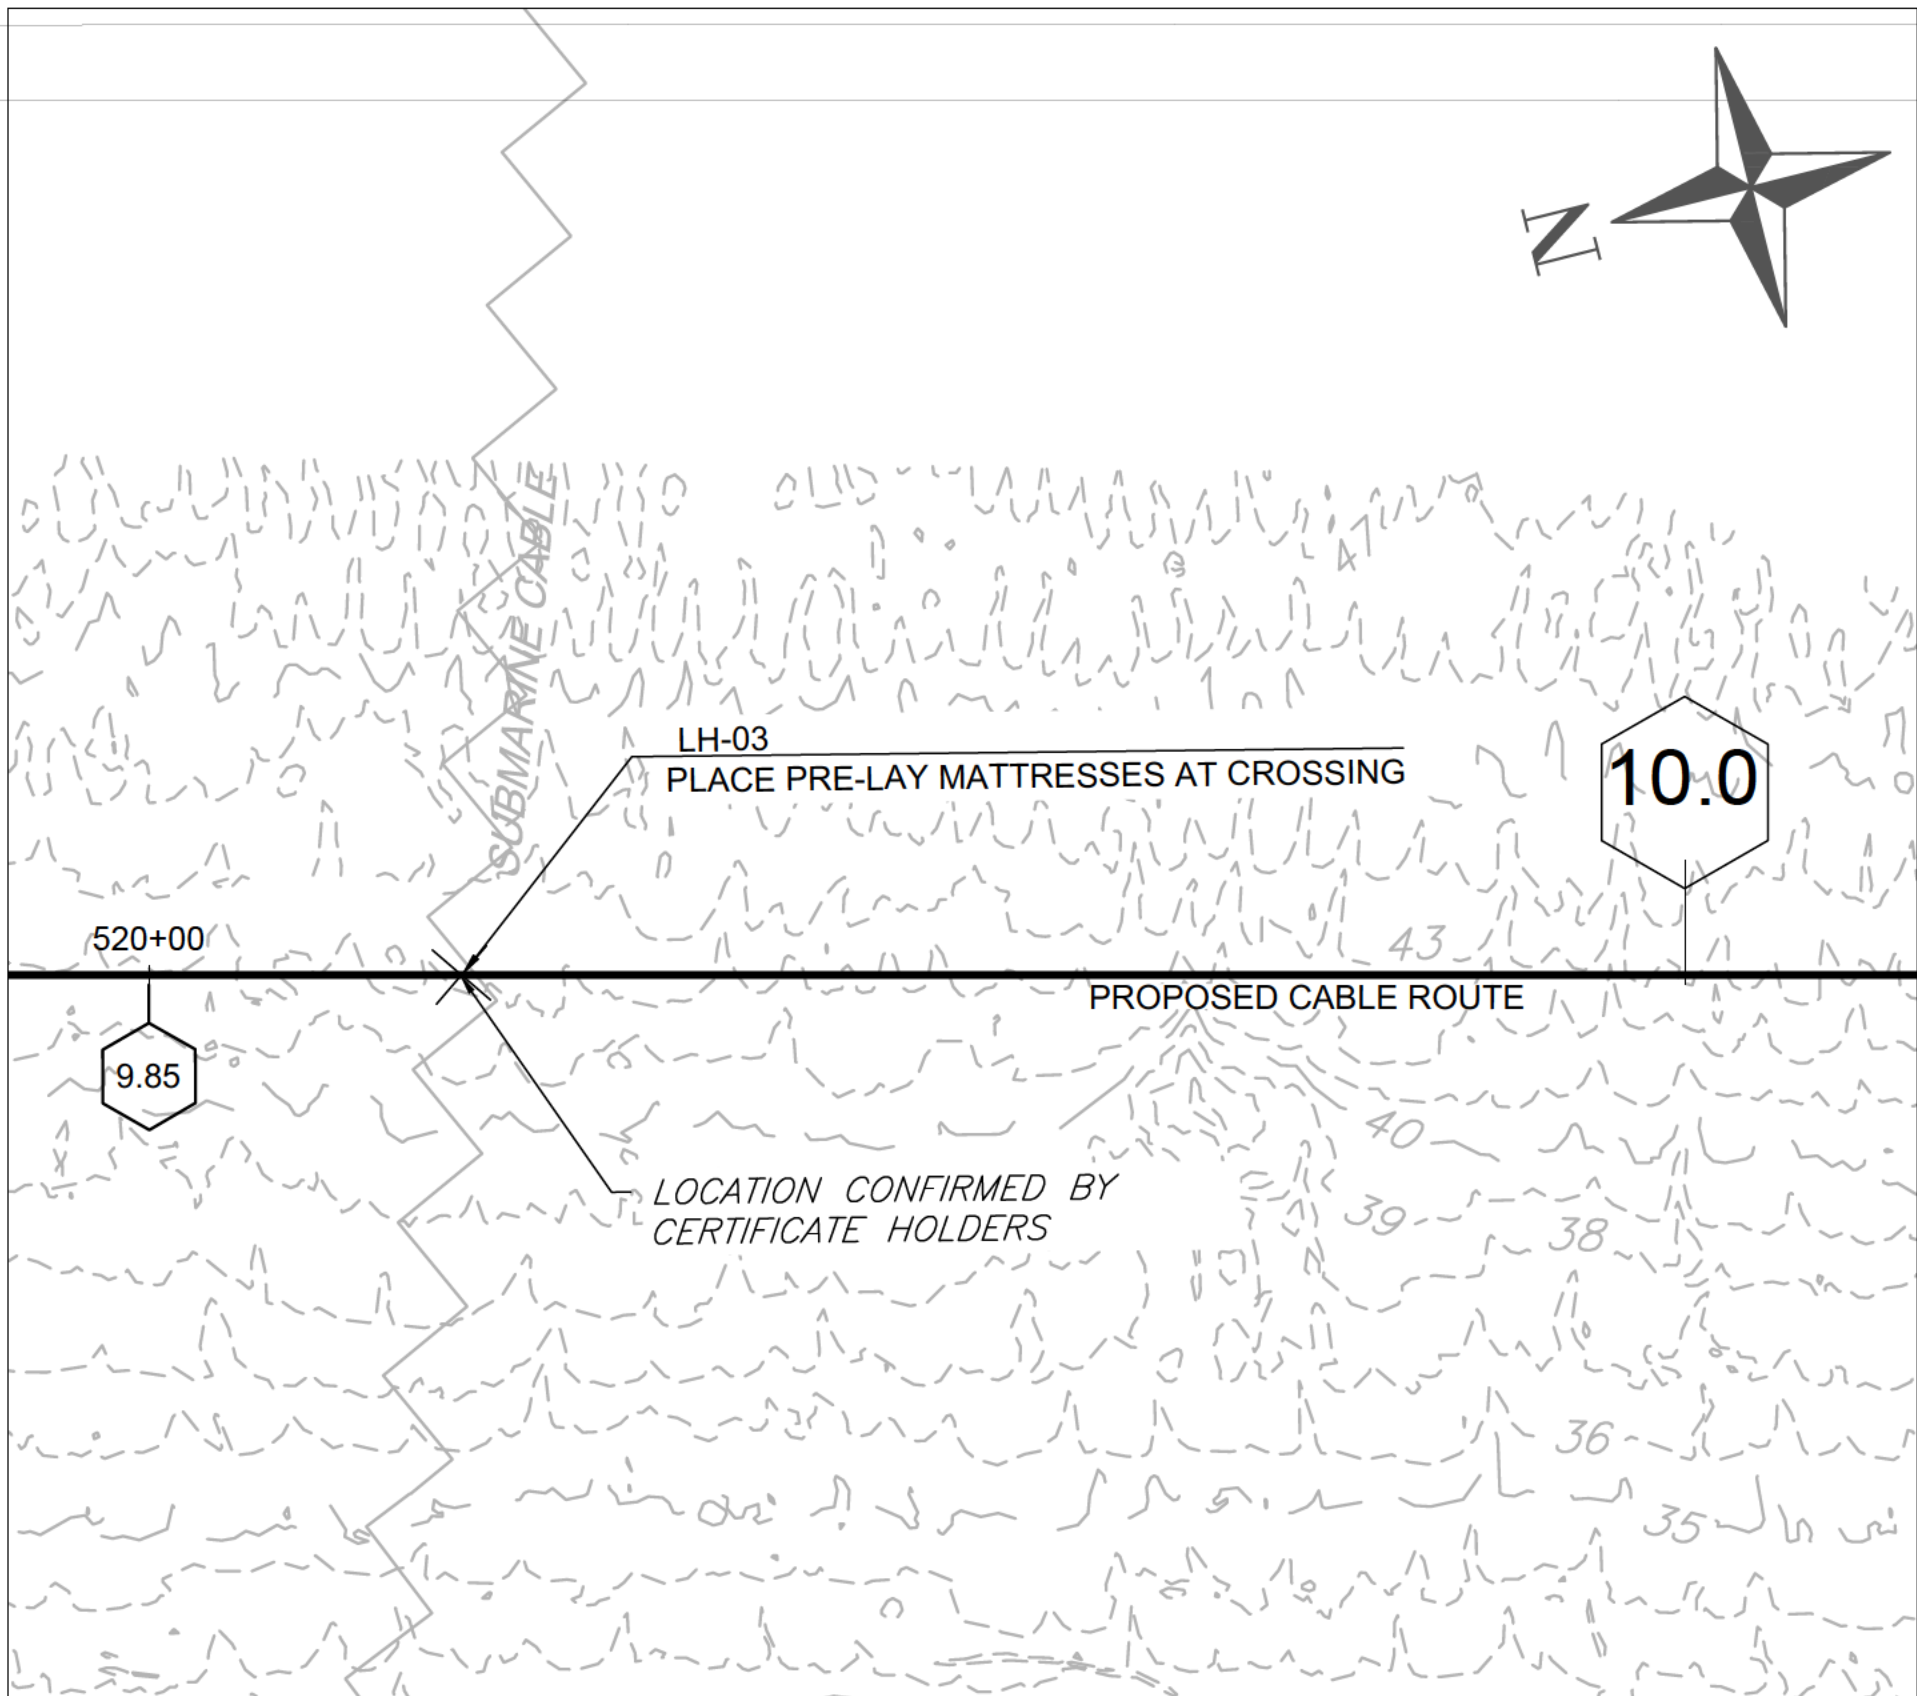 N
SUBMARINE CABLE
47
LH-03
PLACE PRE-LAY MATTRESSES AT CROSSING
10.0
520+00
43
PROPOSED CABLE ROUTE
9.85
40
LOCATION CONFIRMED BY
CERTIFICATE HOLDERS
39
38
36
35